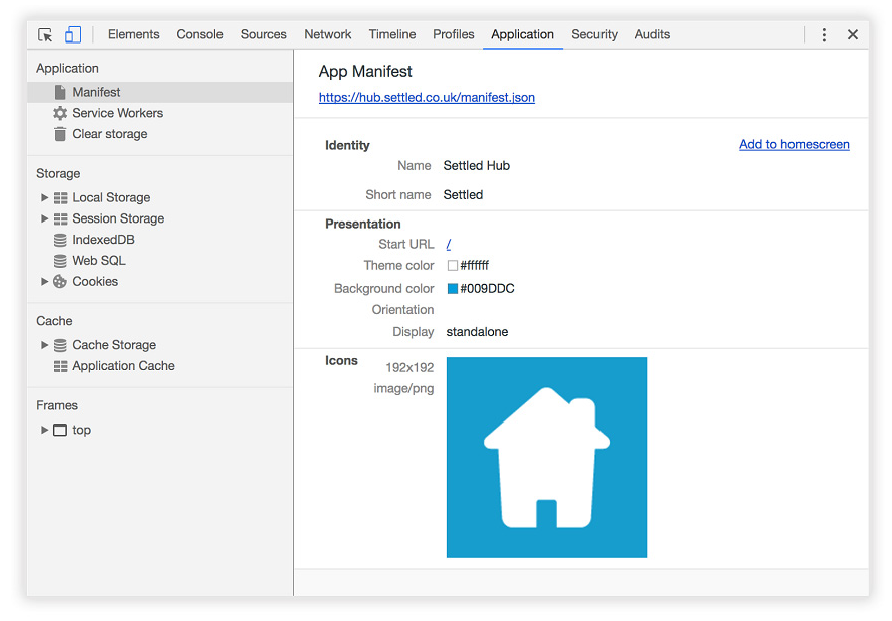 Elements Console Sources Network Timeline Profiles Application Security Audits
Application
Manifest
Service Workers
Clear storage
Storage
Local Storage
Session Storage
IndexedDB
Web SQL
Cookies
Cache
Cache Storage
Application Cache
Frames
top
App Manifest
https://hub.settled.co.uk/manifest.json
Identity
Add to homescreen
Name Settled Hub
Short name Settled
Presentation
Start URL /
Theme color #ffffff
Background color #009DDC
Orientation
Display standalone
Icons
192x192
image/png